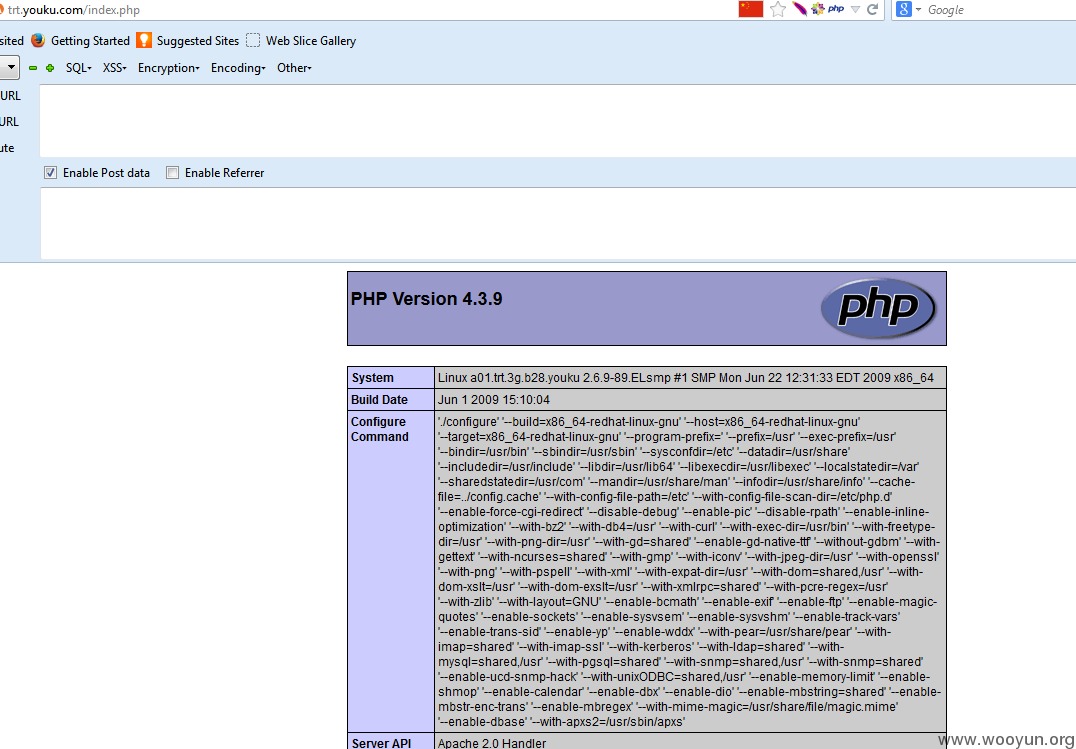 trt.youku.com/index.php
php
8
Google
sited
Getting Started
Suggested Sites
Web Slice Gallery
SQL
XSS
Encryption
Encoding
Other
URL
URL
ute
Enable Post data
Enable Referrer
PHP Version 4.3.9
php
System
Linux a01.trt.3g.b28.youku 2.6.9-89.ELsmp #1 SMP Mon Jun 22 12:31:33 EDT 2009 x86_64
Build Date
Jun 1 2009 15:10:04
Configure
Command
'./configure' '--build=x86_64-redhat-linux-gnu' '--host=x86_64-redhat-linux-gnu'
'--target=x86_64-redhat-linux-gnu' '--program-prefix=' '--prefix=/usr' '--exec-prefix=/usr'
'--bindir=/usr/bin' '--sbindir=/usr/sbin' '--sysconfdir=/etc' '--datadir=/usr/share'
'--includedir=/usr/include' '--libdir=/usr/lib64' '--libexecdir=/usr/libexec' '--localstatedir=/var'
'--sharedstatedir=/usr/com' '--mandir=/usr/share/man' '--infodir=/usr/share/info' '--cache-
file=../config.cache' '--with-config-file-path=/etc' '--with-config-file-scan-dir=/etc/php.d'
'--enable-force-cgi-redirect' '--disable-debug' '--enable-pic' '--disable-rpath' '--enable-inline-
optimization' '--with-bz2' '--with-db4=/usr' '--with-curl' '--with-exec-dir=/usr/bin' '--with-freetype-
dir=/usr' '--with-png-dir=/usr' '--with-gd=shared' '--enable-gd-native-ttf' '--without-gdbm' '--with-
gettext' '--with-ncurses=shared' '--with-gmp' '--with-iconv' '--with-jpeg-dir=/usr' '--with-openssl'
'--with-png' '--with-pspell' '--with-xml' '--with-expat-dir=/usr' '--with-dom=shared,/usr' '--with-
dom-xslt=/usr' '--with-dom-exslt=/usr' '--with-xmlrpc=shared' '--with-pcre-regex=/usr'
'--with-zlib' '--with-layout=GNU' '--enable-bcmath' '--enable-exif' '--enable-ftp' '--enable-magic-
quotes' '--enable-sockets' '--enable-sysvsem' '--enable-sysvshm' '--enable-track-vars'
'--enable-trans-sid' '--enable-yp' '--enable-wddx' '--with-pear=/usr/share/pear' '--with-
imap=shared' '--with-imap-ssl' '--with-kerberos' '--with-ldap=shared' '--with-
mysql=shared,/usr' '--with-pgsql=shared' '--with-snmp=shared,/usr' '--with-snmp=shared'
'--enable-ucd-snmp-hack' '--with-unixODBC=shared,/usr' '--enable-memory-limit' '--enable-
shmop' '--enable-calendar' '--enable-dbx' '--enable-dio' '--enable-mbstring=shared' '--enable-
mbstr-enc-trans' '--enable-mbregex' '--with-mime-magic=/usr/share/file/magic.mime'
'--enable-dbase' '--with-apxs2=/usr/sbin/apxs'
Server API
Apache 2.0 Handler
www.wooyun.org